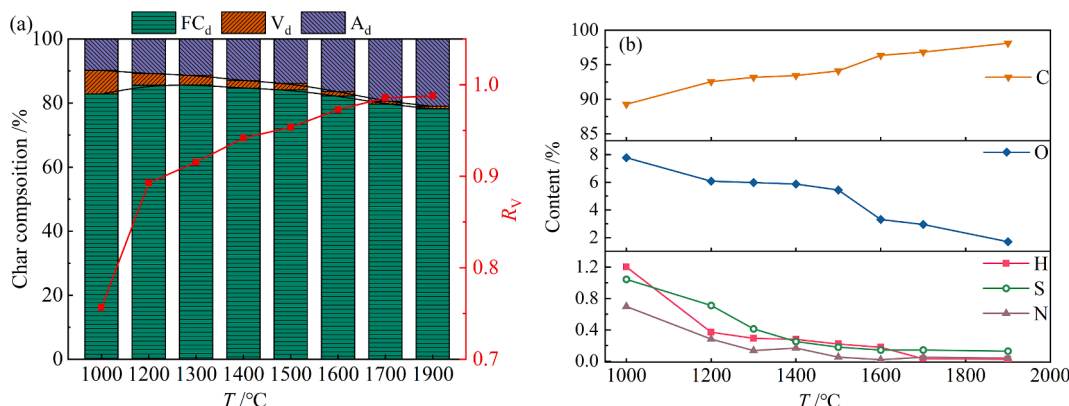 (a)
FCd
Vd
Ad
100
80
60
40
20
0
Char compsoition /%
1.0
0.9
0.8
0.7
RV
1000 1200 1300 1400 1500 1600 1700 1900
T /°C
(b)
100
95
90
85
C
8
6
4
2
O
1.2
0.8
0.4
0.0
H
S
N
Content /%
1000 1200 1400 1600 1800 2000
T /°C